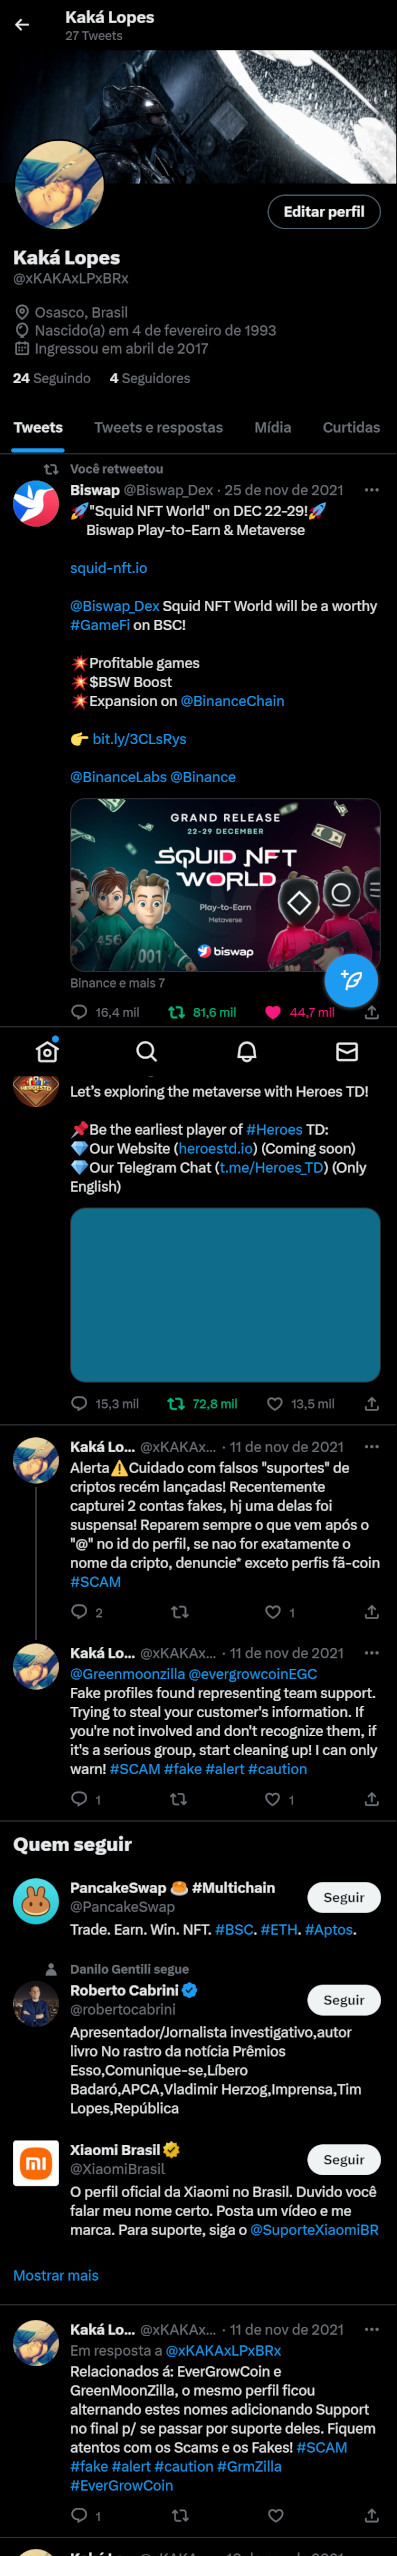 Kaká Lopes
27 Tweets
Editar perfil
Kaká Lopes
@xKAKAxLPxBRx
Osasco, Brasil
Nascido(a) em 4 de fevereiro de 1993
Ingressou em abril de 2017
24 Seguindo 4 Seguidores
Tweets Tweets e respostas Mídia Curtidas
Você retweetou
Biswap @Biswap_Dex · 25 de nov de 2021
🚀"Squid NFT World" on DEC 22-29!🚀
Biswap Play-to-Earn & Metaverse
squid-nft.io
@Biswap_Dex Squid NFT World will be a worthy
#GameFi on BSC!
💥Profitable games
💥$BSW Boost
💥Expansion on @BinanceChain
👉 bit.ly/3CLsRys
@BinanceLabs @Binance
GRAND RELEASE
22-29 DECEMBER
SQUID NFT
WORLD
Play-to-Earn
Metaverse
456
001
biswap
Binance e mais 7
16,4 mil 81,6 mil 44,7 mil
HEROESTD
Let's exploring the metaverse with Heroes TD!
📌Be the earliest player of #Heroes TD:
💎Our Website (heroestd.io) (Coming soon)
💎Our Telegram Chat (t.me/Heroes_TD) (Only
English)
15,3 mil 72,8 mil 13,5 mil
Kaká Lo... @xKAKAx... · 11 de nov de 2021
Alerta⚠️Cuidado com falsos "suportes" de
criptos recém lançadas! Recentemente
capturei 2 contas fakes, hj uma delas foi
suspensa! Reparem sempre o que vem após o
"@" no id do perfil, se nao for exatamente o
nome da cripto, denuncie* exceto perfis fã-coin
#SCAM
2 1
Kaká Lo... @xKAKAx... · 11 de nov de 2021
@Greenmoonzilla @evergrowcoinEGC
Fake profiles found representing team support.
Trying to steal your customer's information. If
you're not involved and don't recognize them, if
it's a serious group, start cleaning up! I can only
warn! #SCAM #fake #alert #caution
1 1
Quem seguir
PancakeSwap 🥞 #Multichain
@PancakeSwap
Seguir
Trade. Earn. Win. NFT. #BSC. #ETH. #Aptos.
Danilo Gentili segue
Roberto Cabrini
@robertocabrini
Seguir
Apresentador/Jornalista investigativo,autor
livro No rastro da notícia Prêmios
Esso,Comunique-se,Líbero
Badaró,APCA,Vladimir Herzog,Imprensa,Tim
Lopes,República
Xiaomi Brasil
@XiaomiBrasil
Seguir
O perfil oficial da Xiaomi no Brasil. Duvido você
falar meu nome certo. Posta um vídeo e me
marca. Para suporte, siga o @SuporteXiaomiBR
Mostrar mais
Kaká Lo... @xKAKAx... · 11 de nov de 2021
Em resposta a @xKAKAxLPxBRx
Relacionados á: EverGrowCoin e
GreenMoonZilla, o mesmo perfil ficou
alternando estes nomes adicionando Support
no final p/ se passar por suporte deles. Fiquem
atentos com os Scams e os Fakes! #SCAM
#fake #alert #caution #GrmZilla
#EverGrowCoin
1